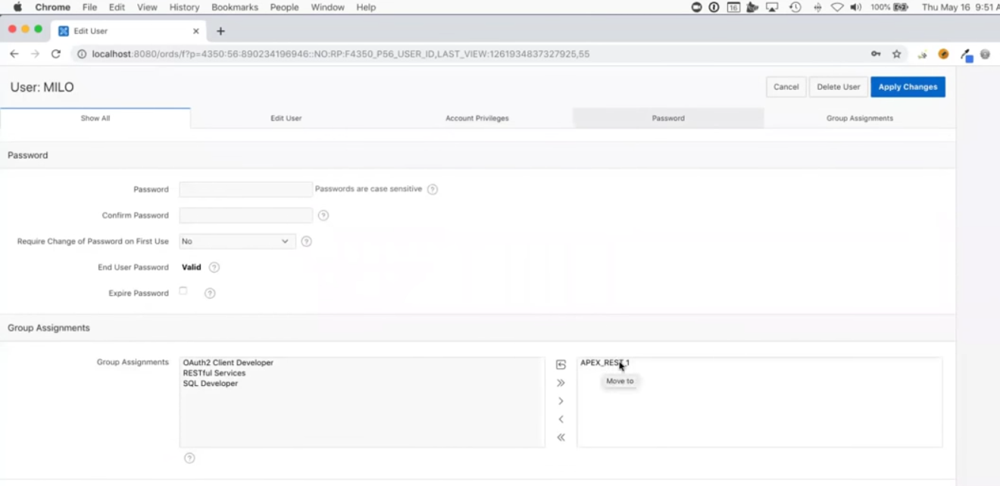 Chrome File Edit View History Bookmarks People Window Help 16 100% Thu May 16 9:51 A
Edit User
localhost:8080/ords/f?p=4350:56:890234196946::NO:RP:F4350_P56_USER_ID,LAST_VIEW:1261934837327925,55
User: MILO
Cancel Delete User Apply Changes
Show All Edit User Account Privileges Password Group Assignments
Password
Password Passwords are case sensitive ?
Confirm Password ?
Require Change of Password on First Use No ?
End User Password Valid ?
Expire Password ?
Group Assignments
Group Assignments OAuth2 Client Developer APEX_REST_1
RESTful Services
Move to
SQL Developer
?